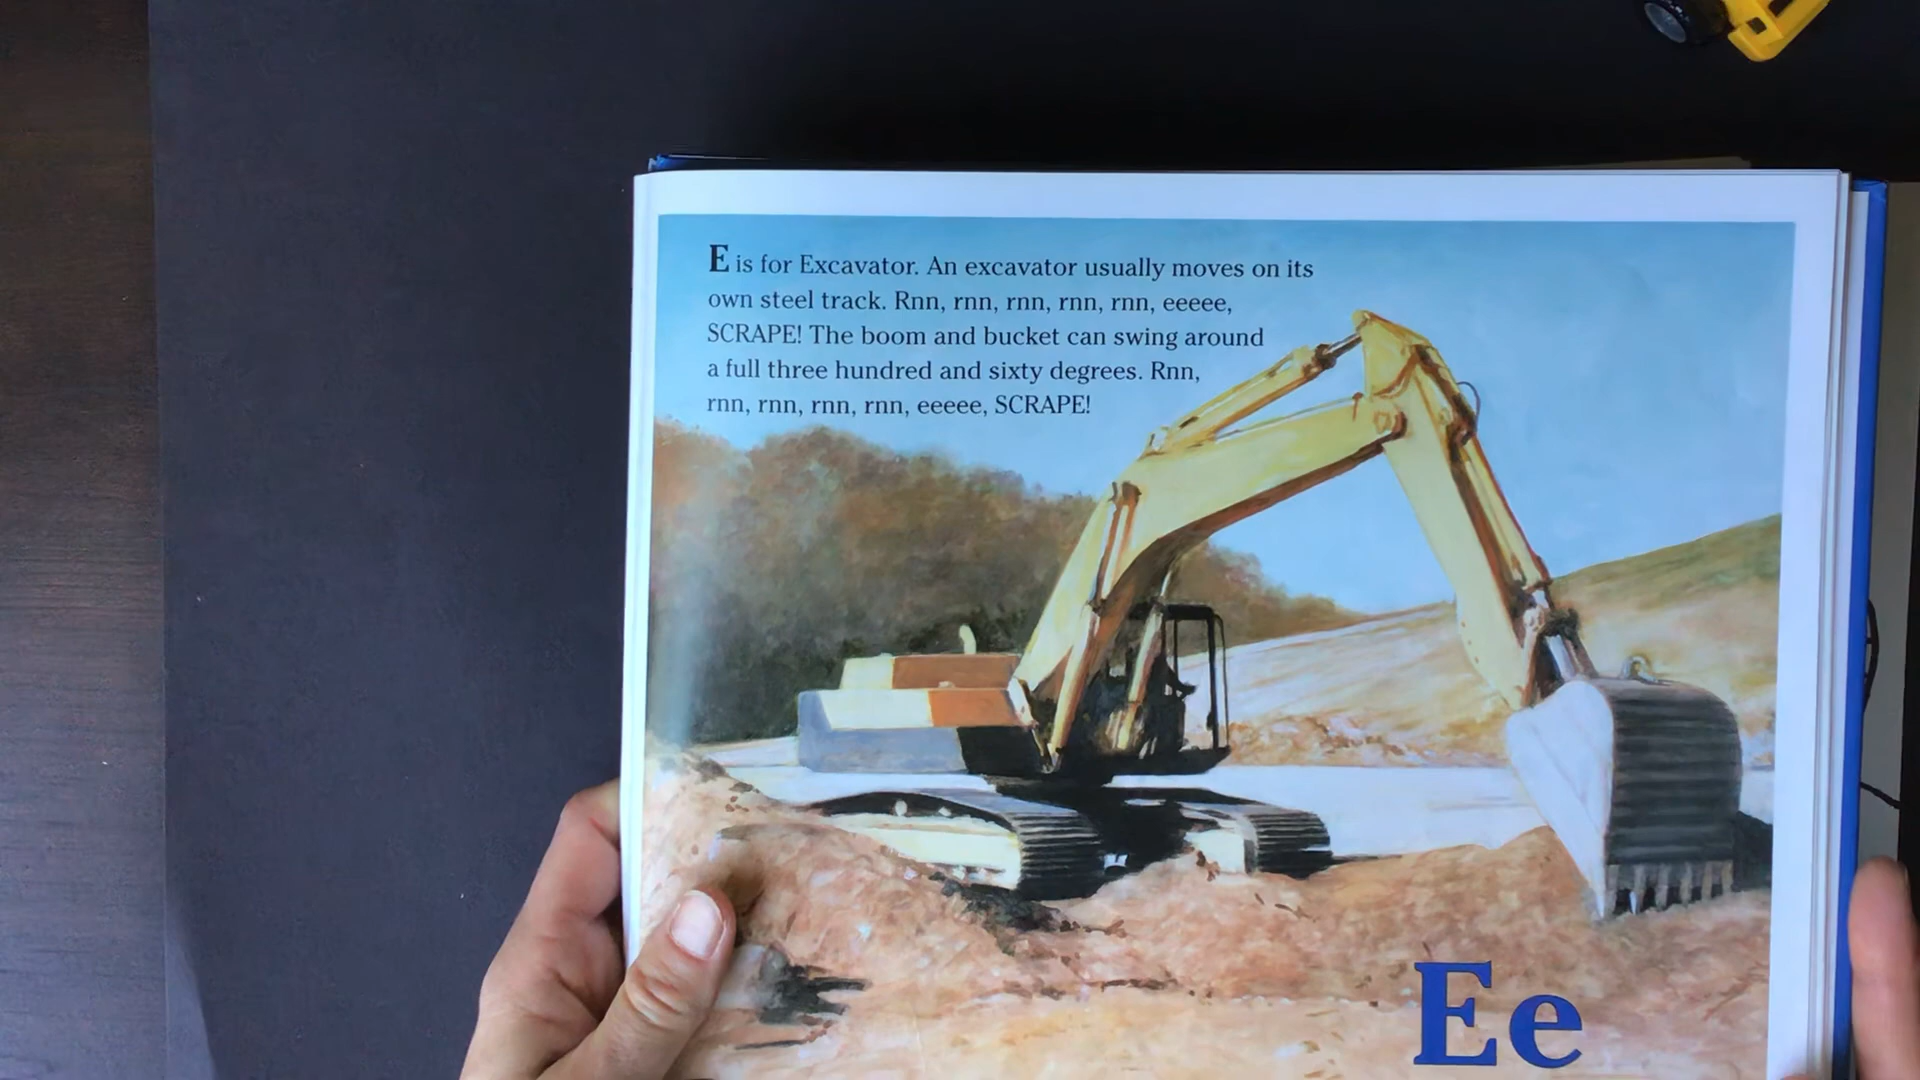 E is for Excavator. An excavator usually moves on its
own steel track. Rnn, rnn, rnn, rnn, rnn, eeeee,
SCRAPE! The boom and bucket can swing around
a full three hundred and sixty degrees. Rnn,
rnn, rnn, rnn, rnn, eeeee, SCRAPE!
Ee